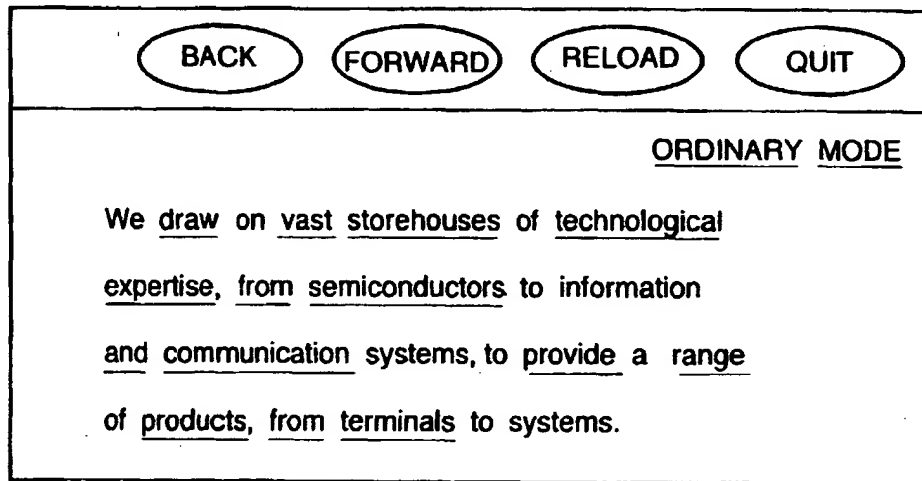 BACK FORWARD RELOAD QUIT
ORDINARY MODE
We draw on vast storehouses of technological
expertise, from semiconductors to information
and communication systems, to provide a range
of products, from terminals to systems.